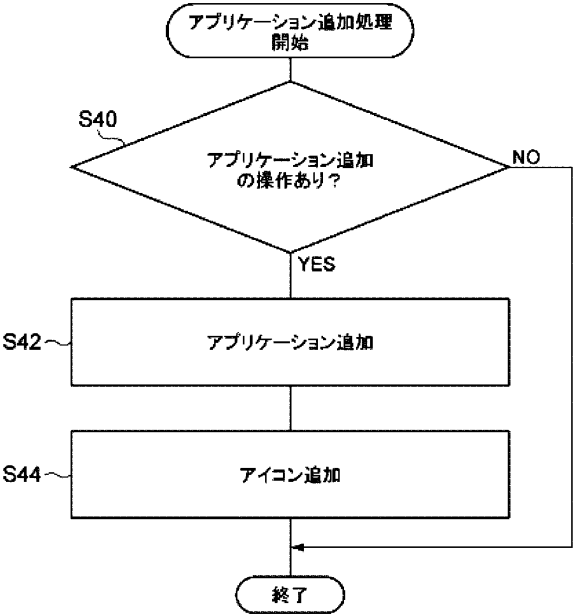 アプリケーション追加処理
開始
S40
アプリケーション追加
の操作あり？
NO
YES
S42
アプリケーション追加
S44
アイコン追加
終了